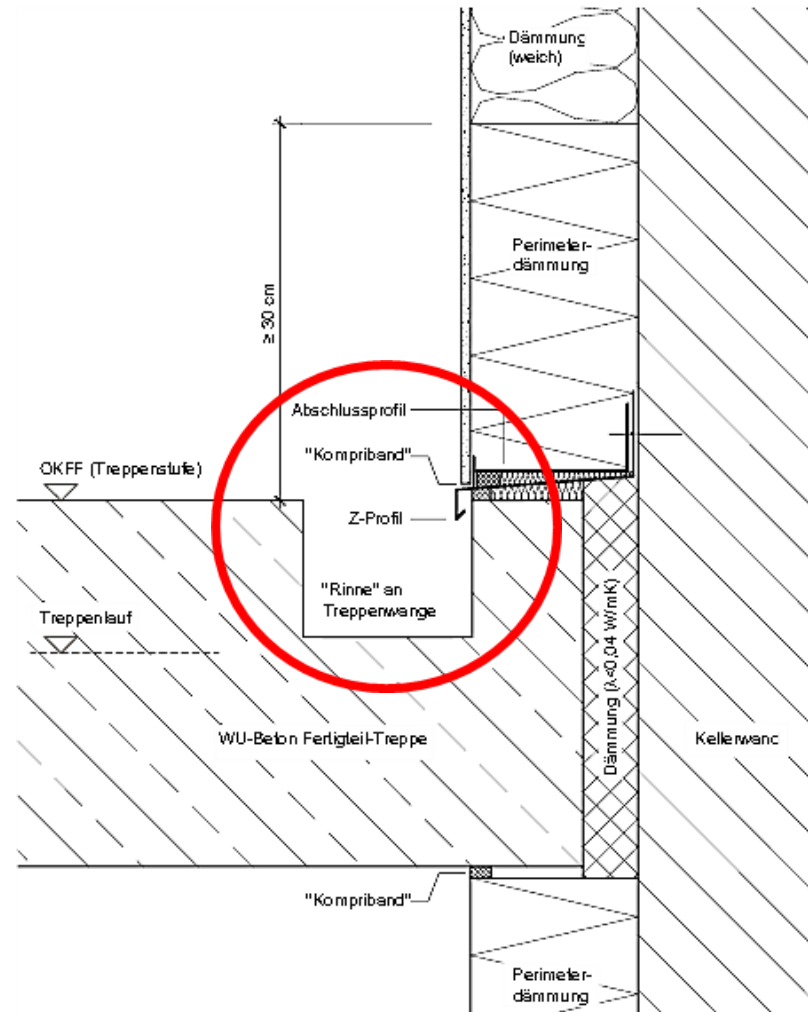 Dämmung
(weich)
≥ 30 cm
Perimeter-
dämmung
Abschlussprofil
"Kompriband"
OKFF (Treppenstufe)
Z-Profil
"Rinne" an
Treppenwange
Treppenlauf
Dämmung (λ<0,04 W/mK)
WU-Beton Fertigteil-Treppe
Kellerwand
"Kompriband"
Perimeter-
dämmung